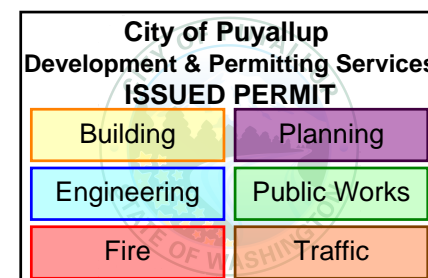 City of Puyallup
Development & Permitting Services
ISSUED PERMIT
Building Planning
Engineering Public Works
Fire Traffic